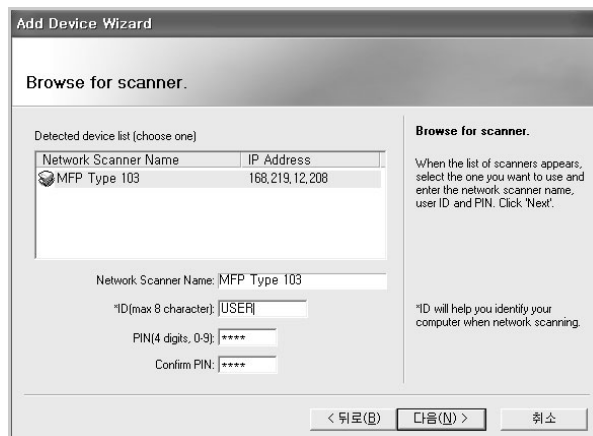 Add Device Wizard
Browse for scanner.
Detected device list (choose one)
Network Scanner Name IP Address
MFP Type 103 168,219,12,208
Network Scanner Name: MFP Type 103
*ID(max 8 character): USER
PIN(4 digits, 0-9): ****
Confirm PIN: ****
Browse for scanner.
When the list of scanners appears,
select the one you want to use and
enter the network scanner name,
user ID and PIN. Click 'Next'.
*ID will help you identify your
computer when network scanning.
< 뒤로(B) 다음(N) > 취소